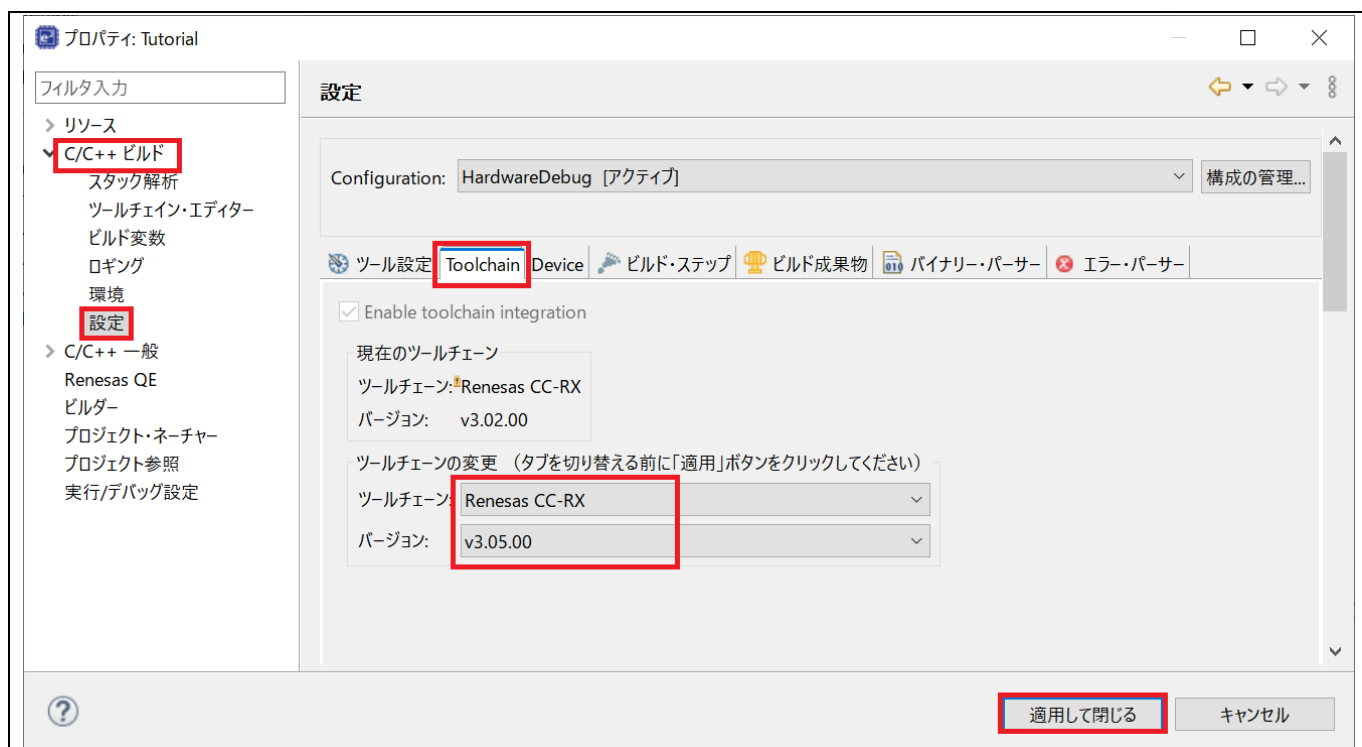 プロパティ: Tutorial
フィルタ入力
リソース
C/C++ ビルド
スタック解析
ツールチェイン・エディター
ビルド変数
ロギング
環境
設定
C/C++ 一般
Renesas QE
ビルダー
プロジェクト・ネーチャー
プロジェクト参照
実行/デバッグ設定
設定
Configuration: HardwareDebug [アクティブ] 構成の管理...
ツール設定 Toolchain Device ビルド・ステップ ビルド成果物 バイナリー・パーサー エラー・パーサー
Enable toolchain integration
現在のツールチェーン
ツールチェーン: Renesas CC-RX
バージョン: v3.02.00
ツールチェーンの変更 （タブを切り替える前に「適用」ボタンをクリックしてください）
ツールチェーン: Renesas CC-RX
バージョン: v3.05.00
適用して閉じる キャンセル